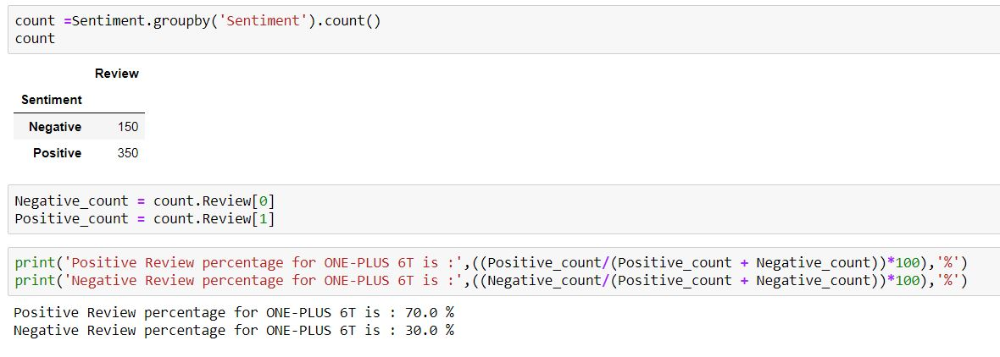 count =Sentiment.groupby('Sentiment').count()
count
Review
Sentiment
Negative 150
Positive 350
Negative_count = count.Review[0]
Positive_count = count.Review[1]
print('Positive Review percentage for ONE-PLUS 6T is :',((Positive_count/(Positive_count + Negative_count))*100),'%')
print('Negative Review percentage for ONE-PLUS 6T is :',((Negative_count/(Positive_count + Negative_count))*100),'%')
Positive Review percentage for ONE-PLUS 6T is : 70.0 %
Negative Review percentage for ONE-PLUS 6T is : 30.0 %